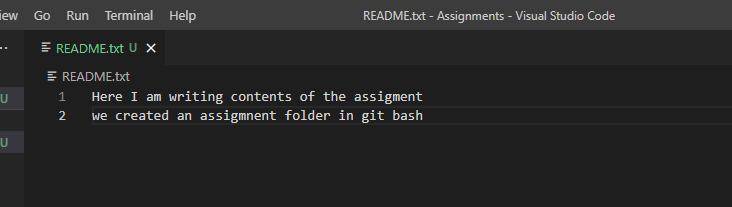 iew Go Run Terminal Help README.txt - Assignments - Visual Studio Code
README.txt U
README.txt
U 1 Here I am writing contents of the assigment
2 we created an assigmnent folder in git bash
U